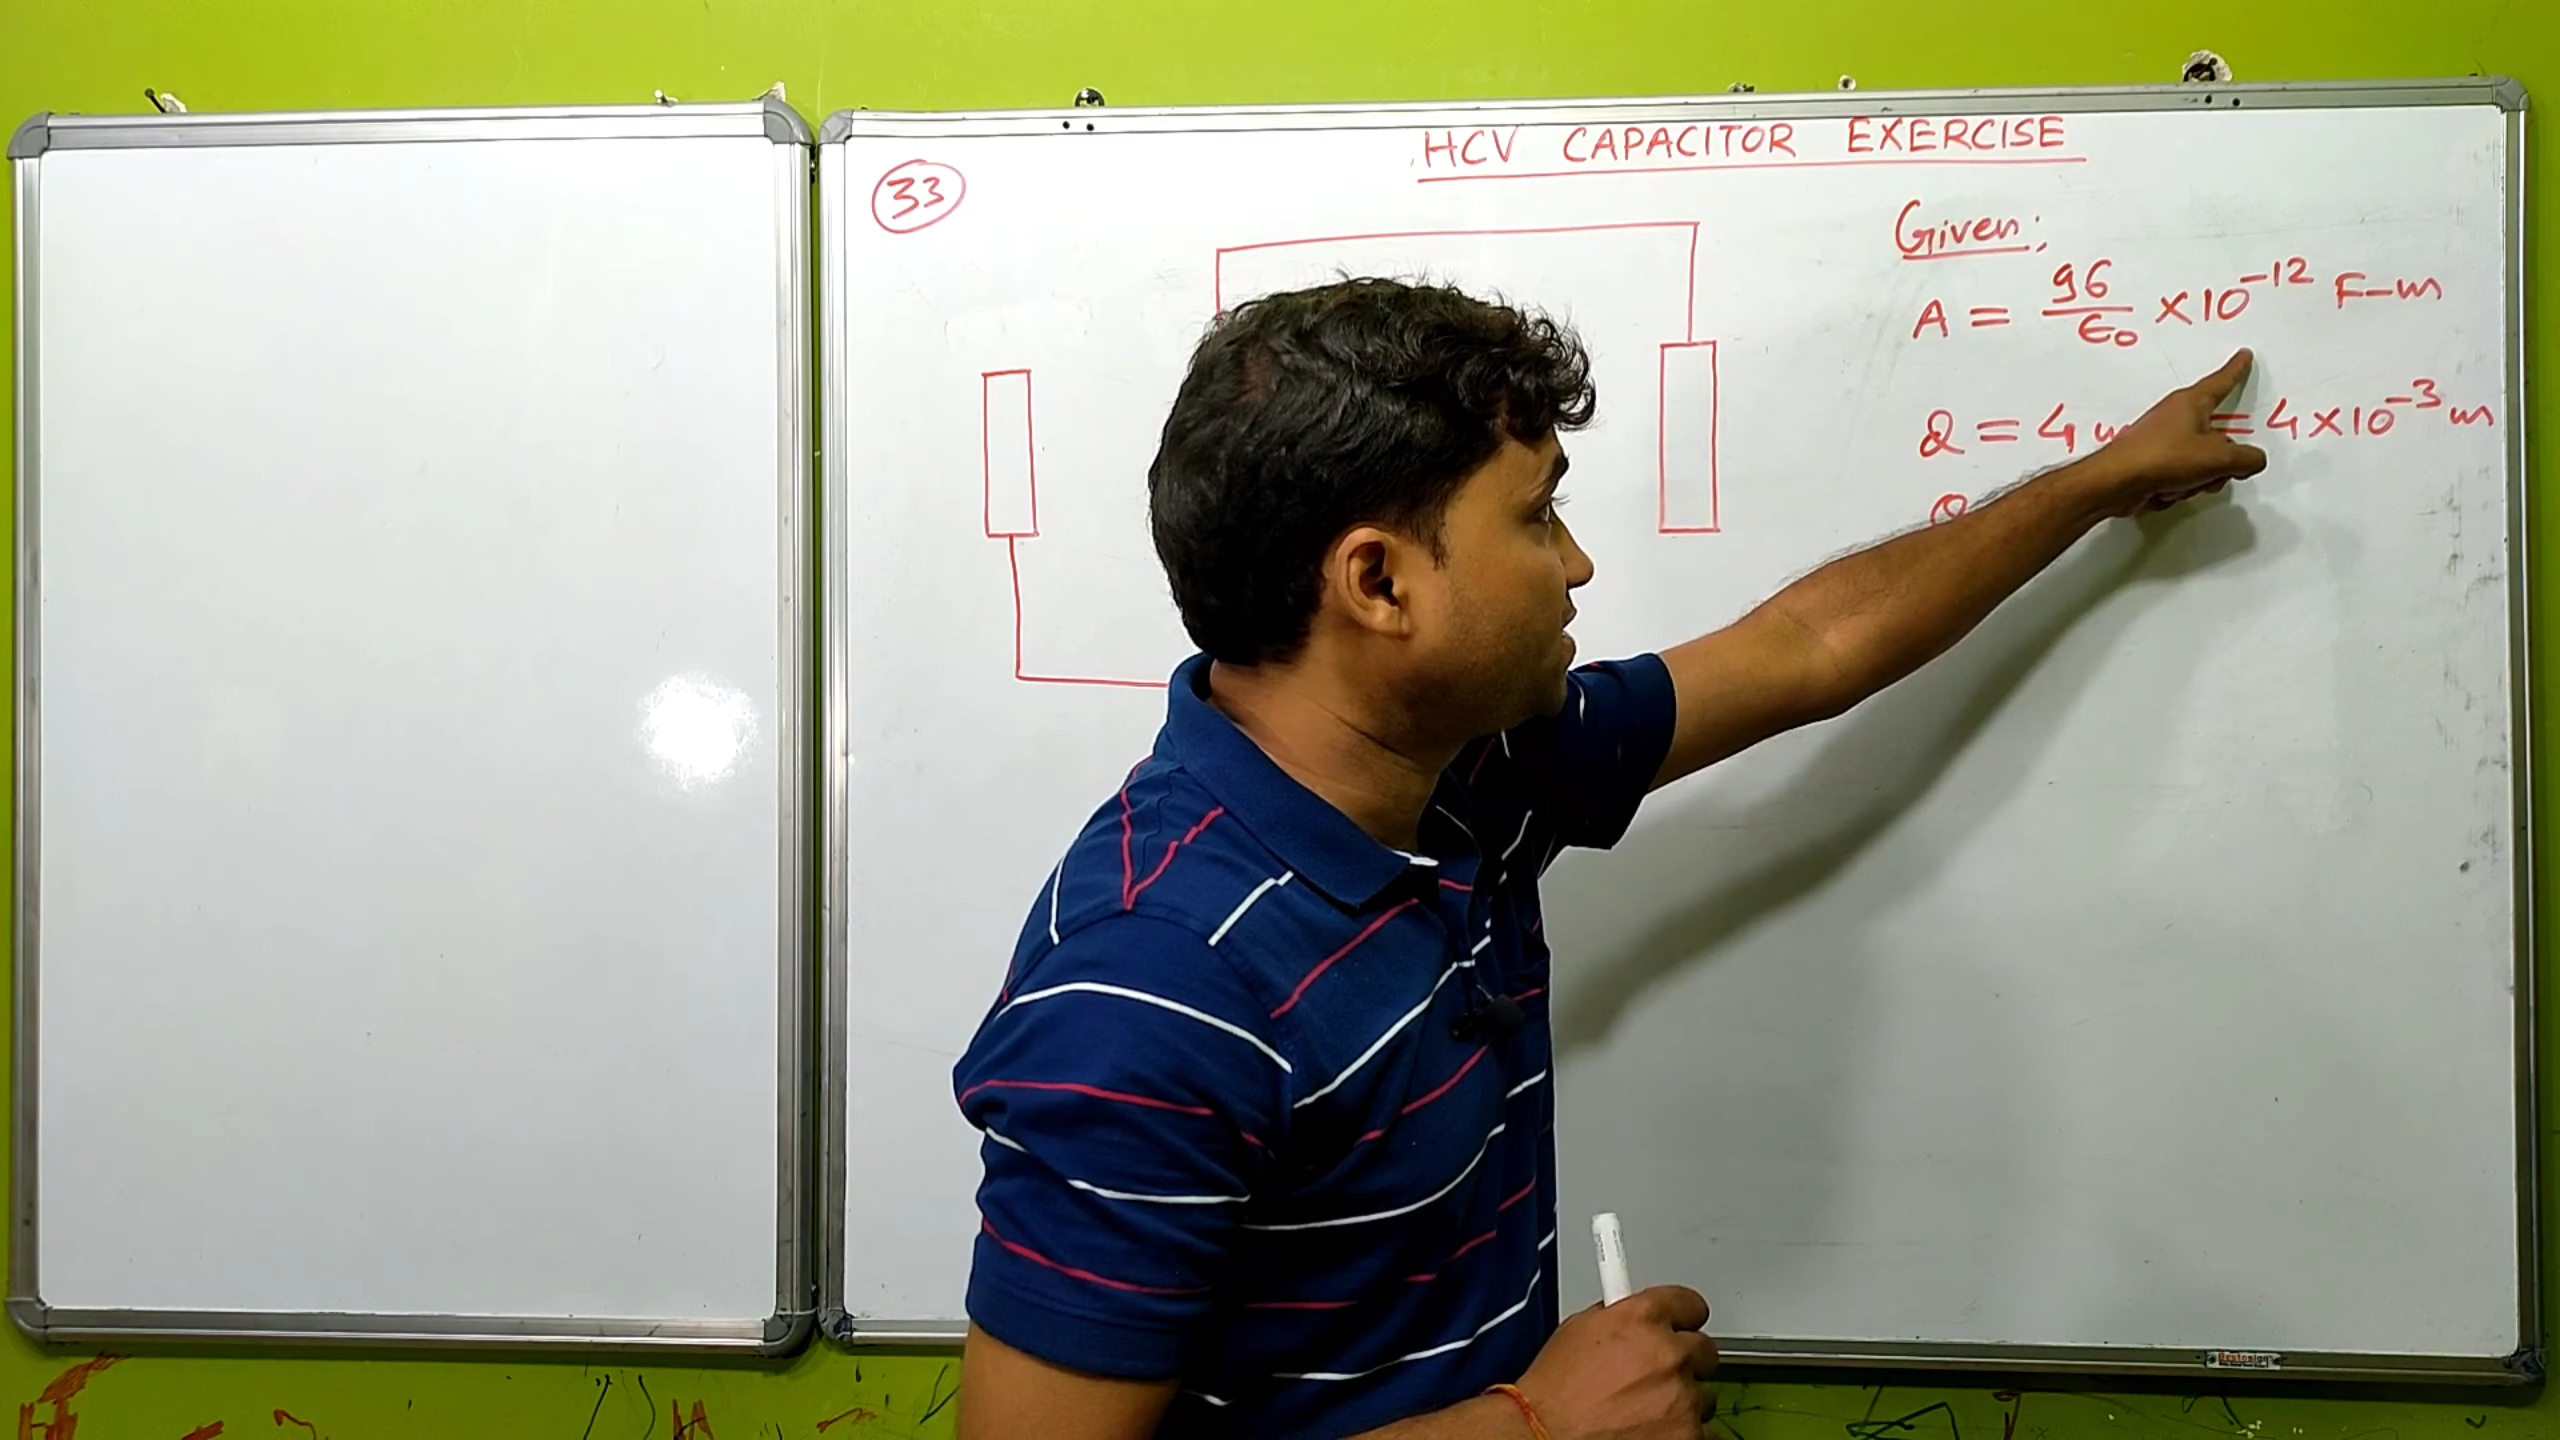 HCV CAPACITOR EXERCISE
33
Given:
A = 96/ε₀ ×10⁻¹² F-m
d = 4 m = 4×10⁻³ m
Q